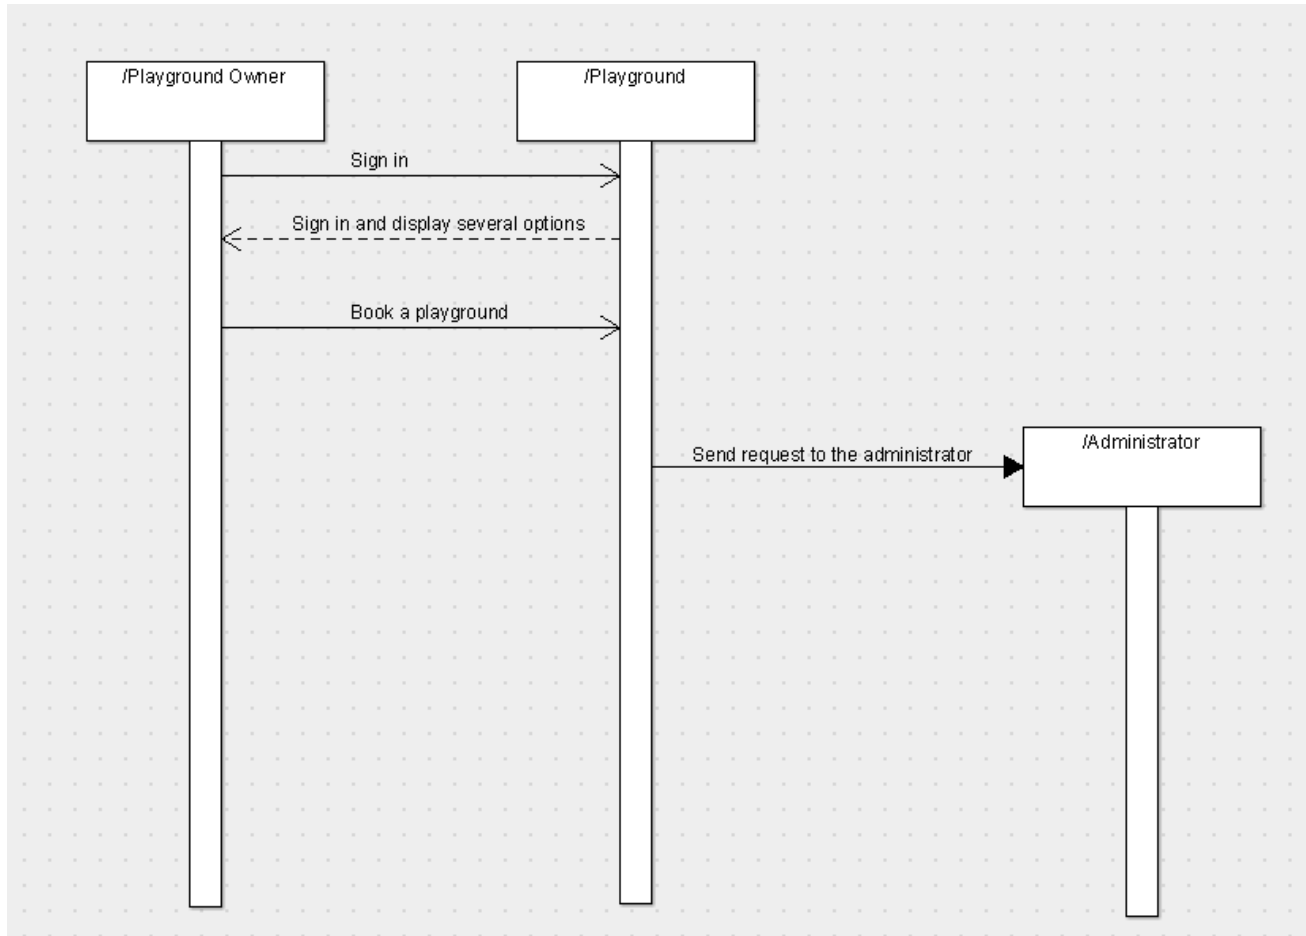 /Playground Owner
/Playground
Sign in
Sign in and display several options
Book a playground
/Administrator
Send request to the administrator